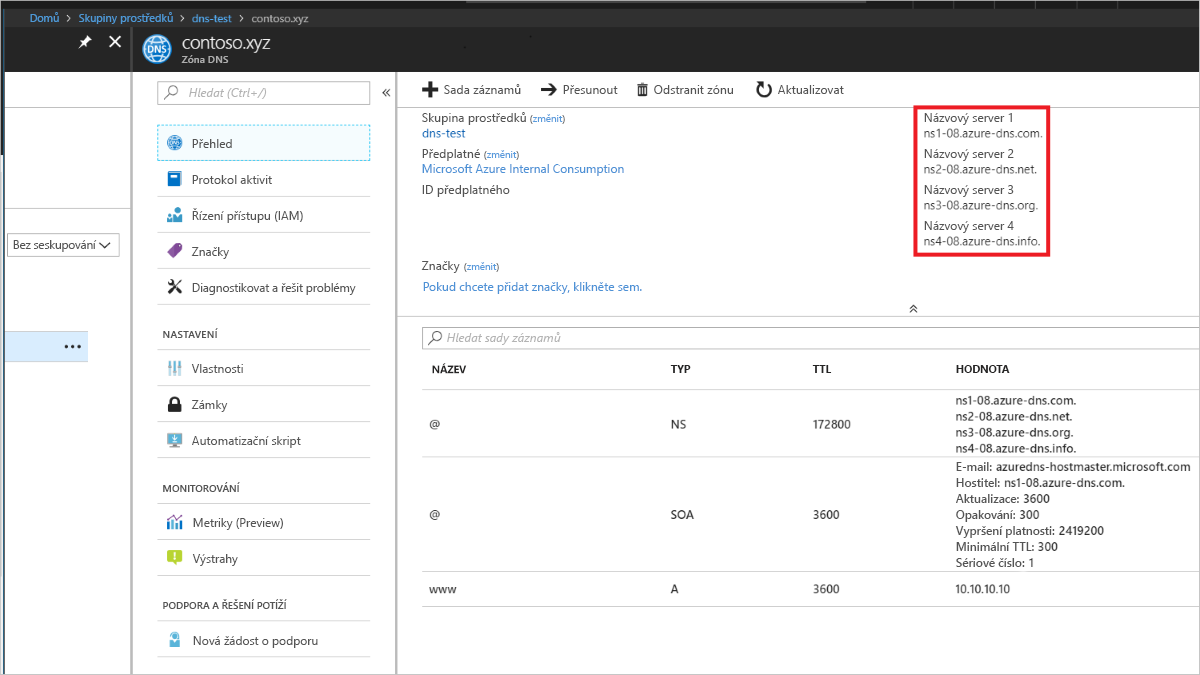 Domů > Skupiny prostředků > dns-test > contoso.xyz
contoso.xyz
DNS
Zóna DNS
Bez seskupování
Hledat (Ctrl+/)
Přehled
Protokol aktivit
Řízení přístupu (IAM)
Značky
Diagnostikovat a řešit problémy
NASTAVENÍ
Vlastnosti
Zámky
Automatizační skript
MONITOROVÁNÍ
Metriky (Preview)
Výstrahy
PODPORA A ŘEŠENÍ POTÍŽÍ
Nová žádost o podporu
Sada záznamů Přesunout Odstranit zónu Aktualizovat
Skupina prostředků (změnit)
dns-test
Předplatné (změnit)
Microsoft Azure Internal Consumption
ID předplatného
Značky (změnit)
Pokud chcete přidat značky, klikněte sem.
Názvový server 1
ns1-08.azure-dns.com.
Názvový server 2
ns2-08.azure-dns.net.
Názvový server 3
ns3-08.azure-dns.org.
Názvový server 4
ns4-08.azure-dns.info.
Hledat sady záznamů
NÁZEV TYP TTL HODNOTA
@ NS 172800
ns1-08.azure-dns.com.
ns2-08.azure-dns.net.
ns3-08.azure-dns.org.
ns4-08.azure-dns.info.
@ SOA 3600
E-mail: azuredns-hostmaster.microsoft.com
Hostitel: ns1-08.azure-dns.com.
Aktualizace: 3600
Opakování: 300
Vypršení platnosti: 2419200
Minimální TTL: 300
Sériové číslo: 1
www A 3600 10.10.10.10